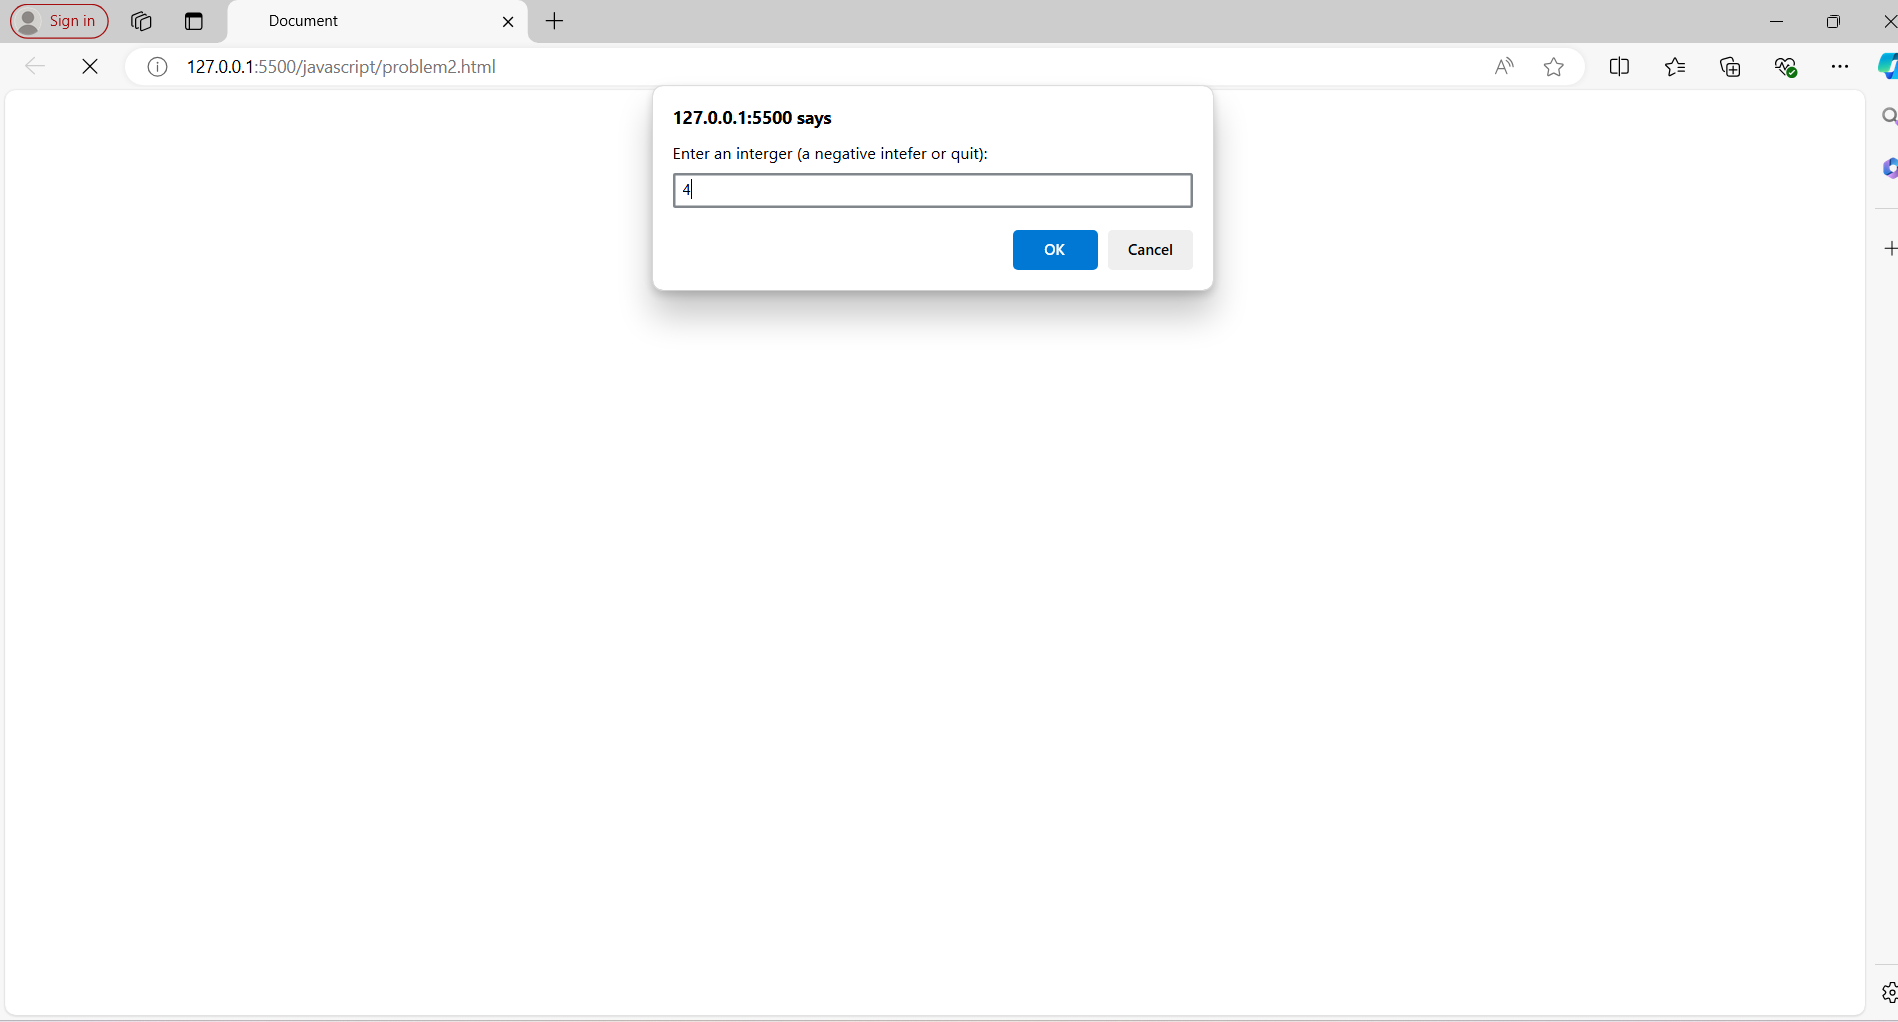 Sign in
Document
127.0.0.1:5500/javascript/problem2.html
127.0.0.1:5500 says
Enter an interger (a negative intefer or quit):
4
OK
Cancel